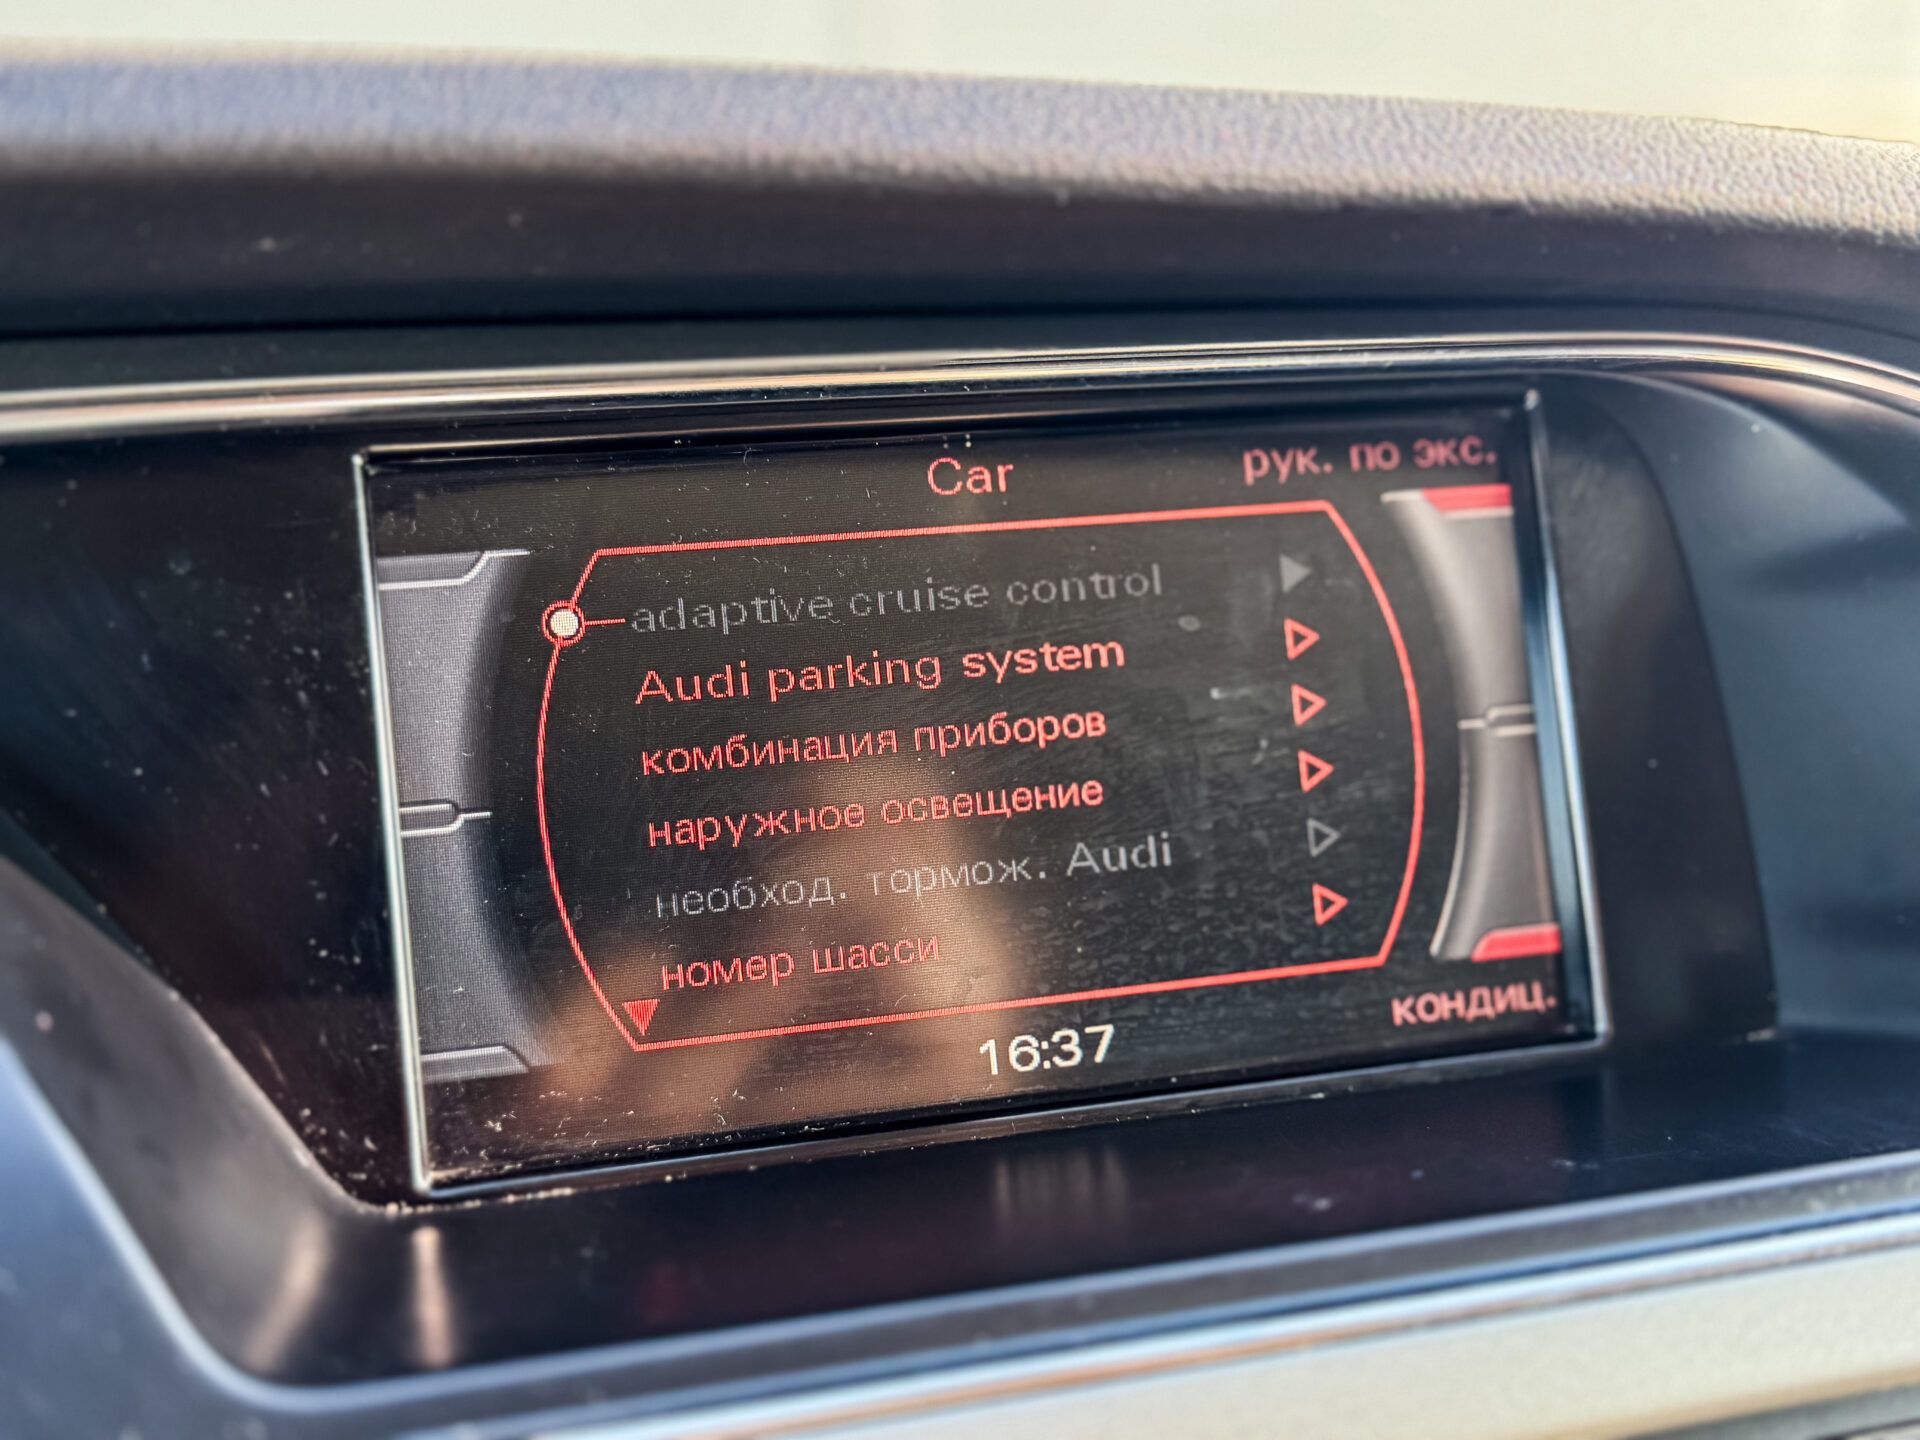 Car
рук. по экс.
adaptive cruise control
Audi parking system
комбинация приборов
наружное освещение
необход. тормож. Audi
номер шасси
кондиц.
16:37